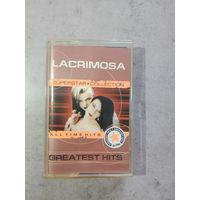 LACRIMOSA
SUPERSTAR COLLECTION
ALL TIME HITS
GREATEST HITS